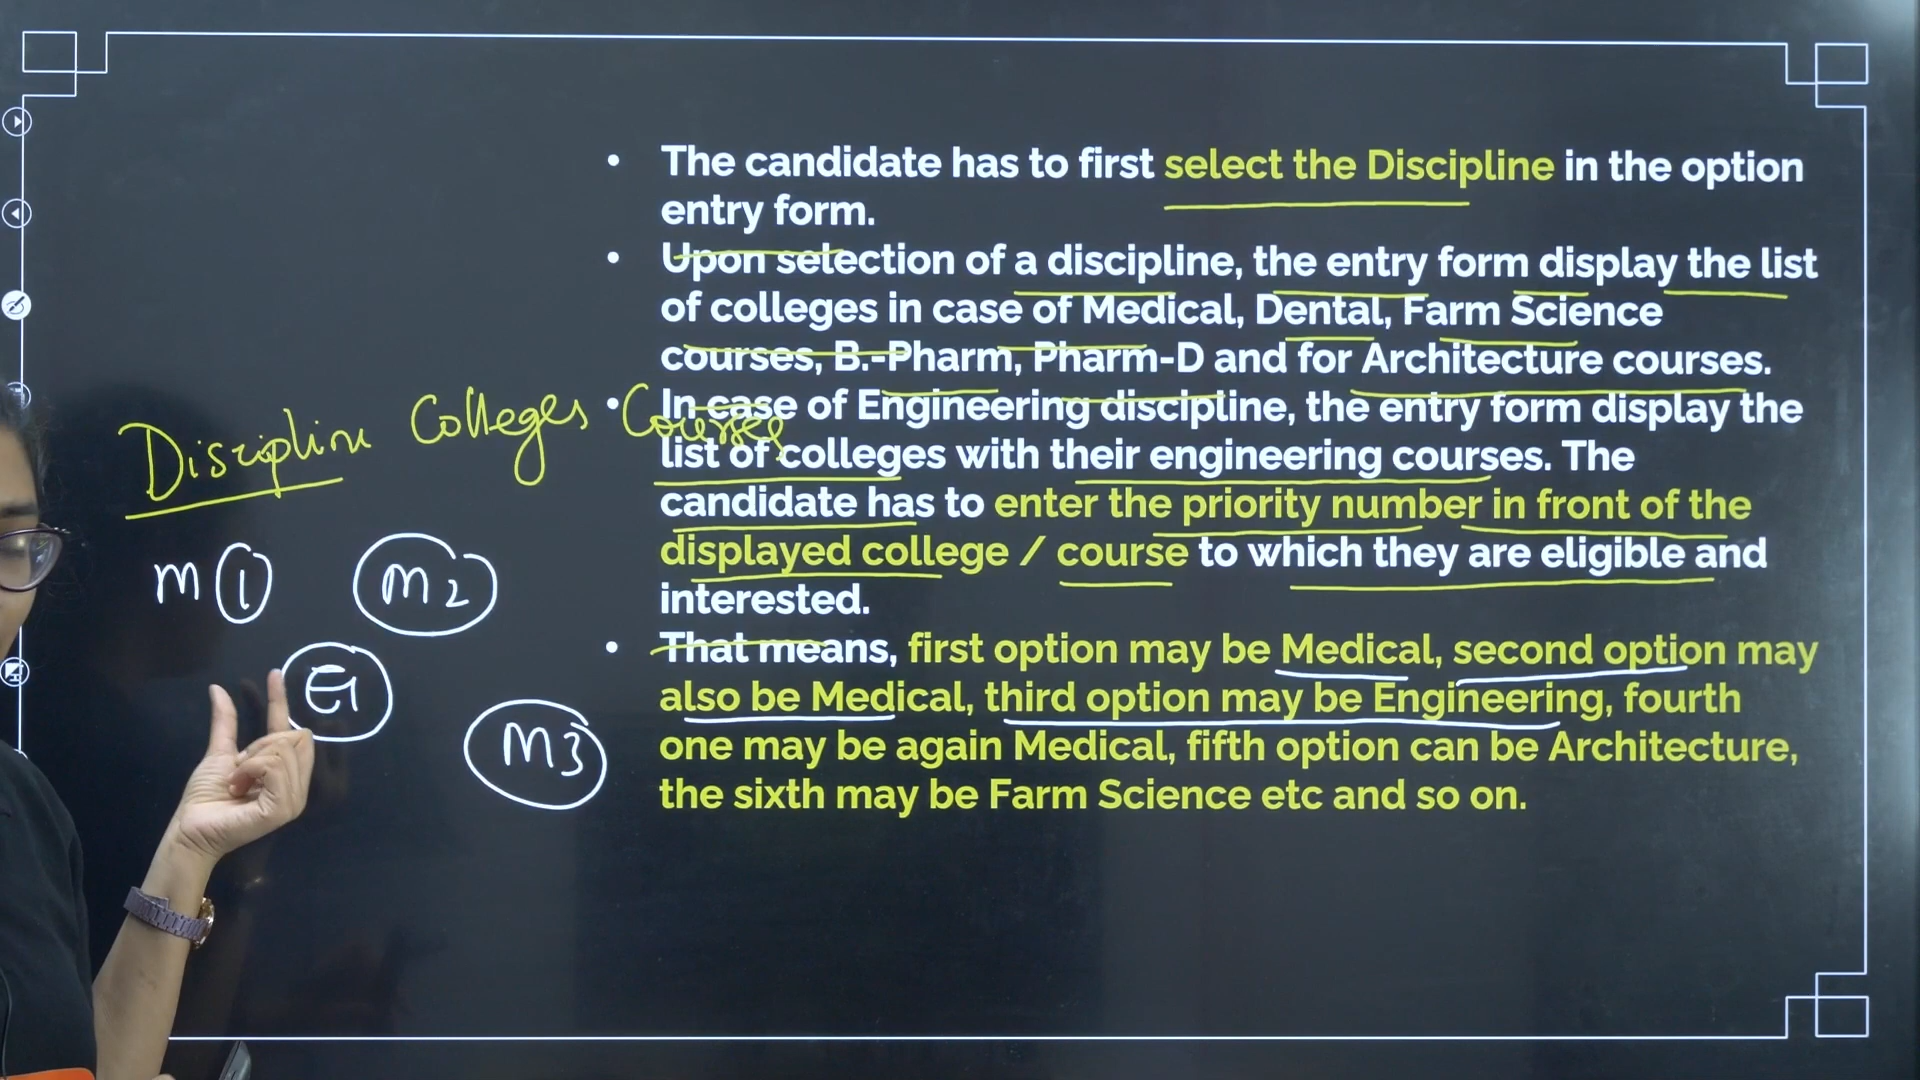 • The candidate has to first select the Discipline in the option
entry form.
• Upon selection of a discipline, the entry form display the list
of colleges in case of Medical, Dental, Farm Science
courses, B.-Pharm, Pharm-D and for Architecture courses.
• In case of Engineering discipline, the entry form display the
list of colleges with their engineering courses. The
candidate has to enter the priority number in front of the
displayed college / course to which they are eligible and
interested.
• That means, first option may be Medical, second option may
also be Medical, third option may be Engineering, fourth
one may be again Medical, fifth option can be Architecture,
the sixth may be Farm Science etc and so on.
Discipline Colleges Courses
M 1 M2
E1
M3